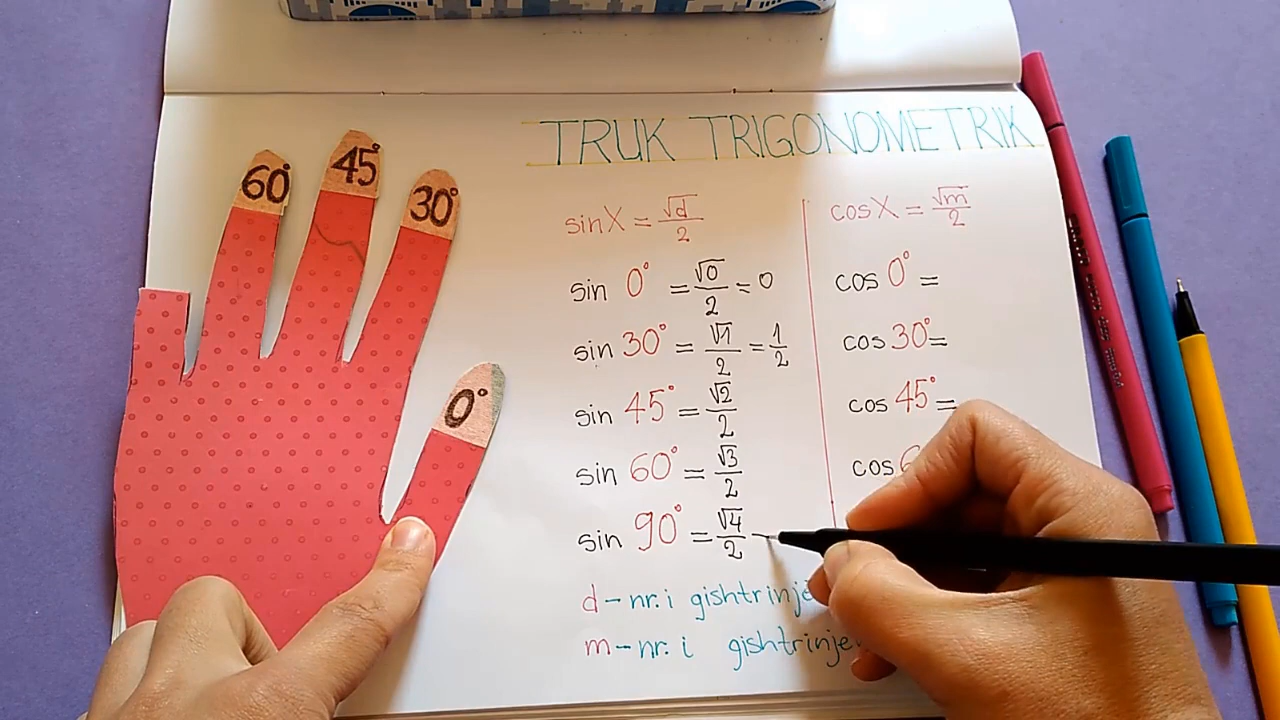 TRUK TRIGONOMETRIK
60°
45°
30°
0°
sinX = √d/2
sin 0° = √0/2 = 0
sin 30° = √1/2 = 1/2
sin 45° = √2/2
sin 60° = √3/2
sin 90° = √4/2 –
cosX = √m/2
cos 0° =
cos 30° =
cos 45° =
cos
d – nr. i
m – nr. i